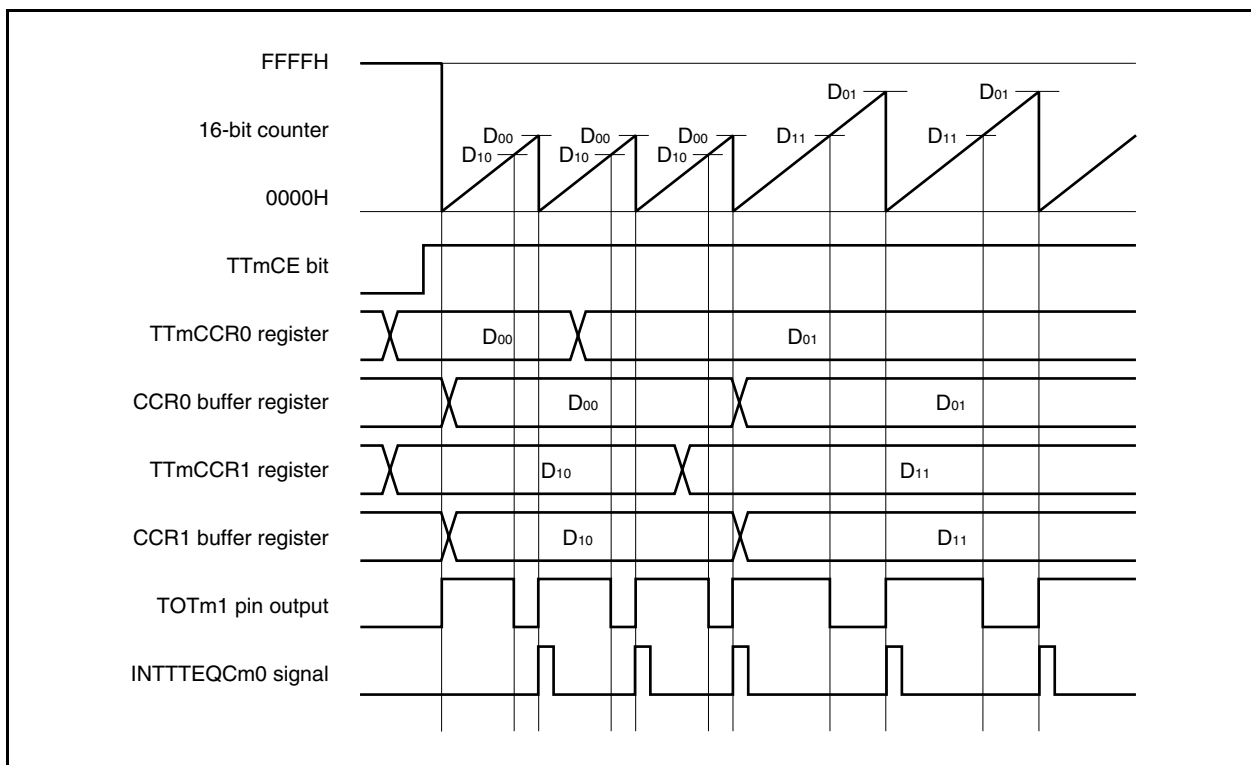 FFFFH
D01 D01
16-bit counter D00 D00 D00 D11 D11
D10 D10 D10
0000H
TTmCE bit
TTmCCR0 register D00 D01
CCR0 buffer register D00 D01
TTmCCR1 register D10 D11
CCR1 buffer register D10 D11
TOTm1 pin output
INTTTEQCm0 signal